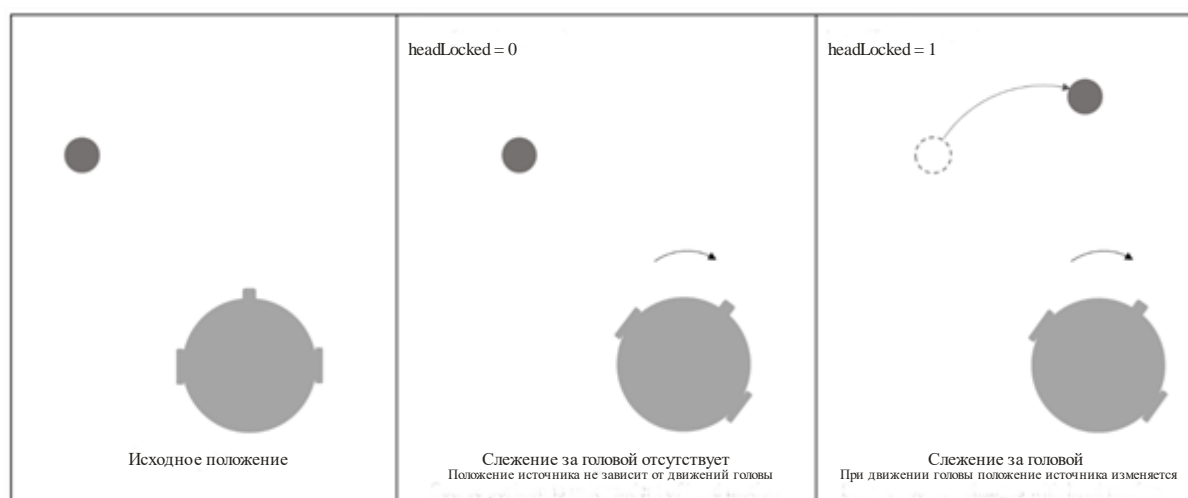 headLocked = 0
headLocked = 1
Исходное положение
Слежение за головой отсутствует
Положение источника не зависит от движений головы
Слежение за головой
При движении головы положение источника изменяется